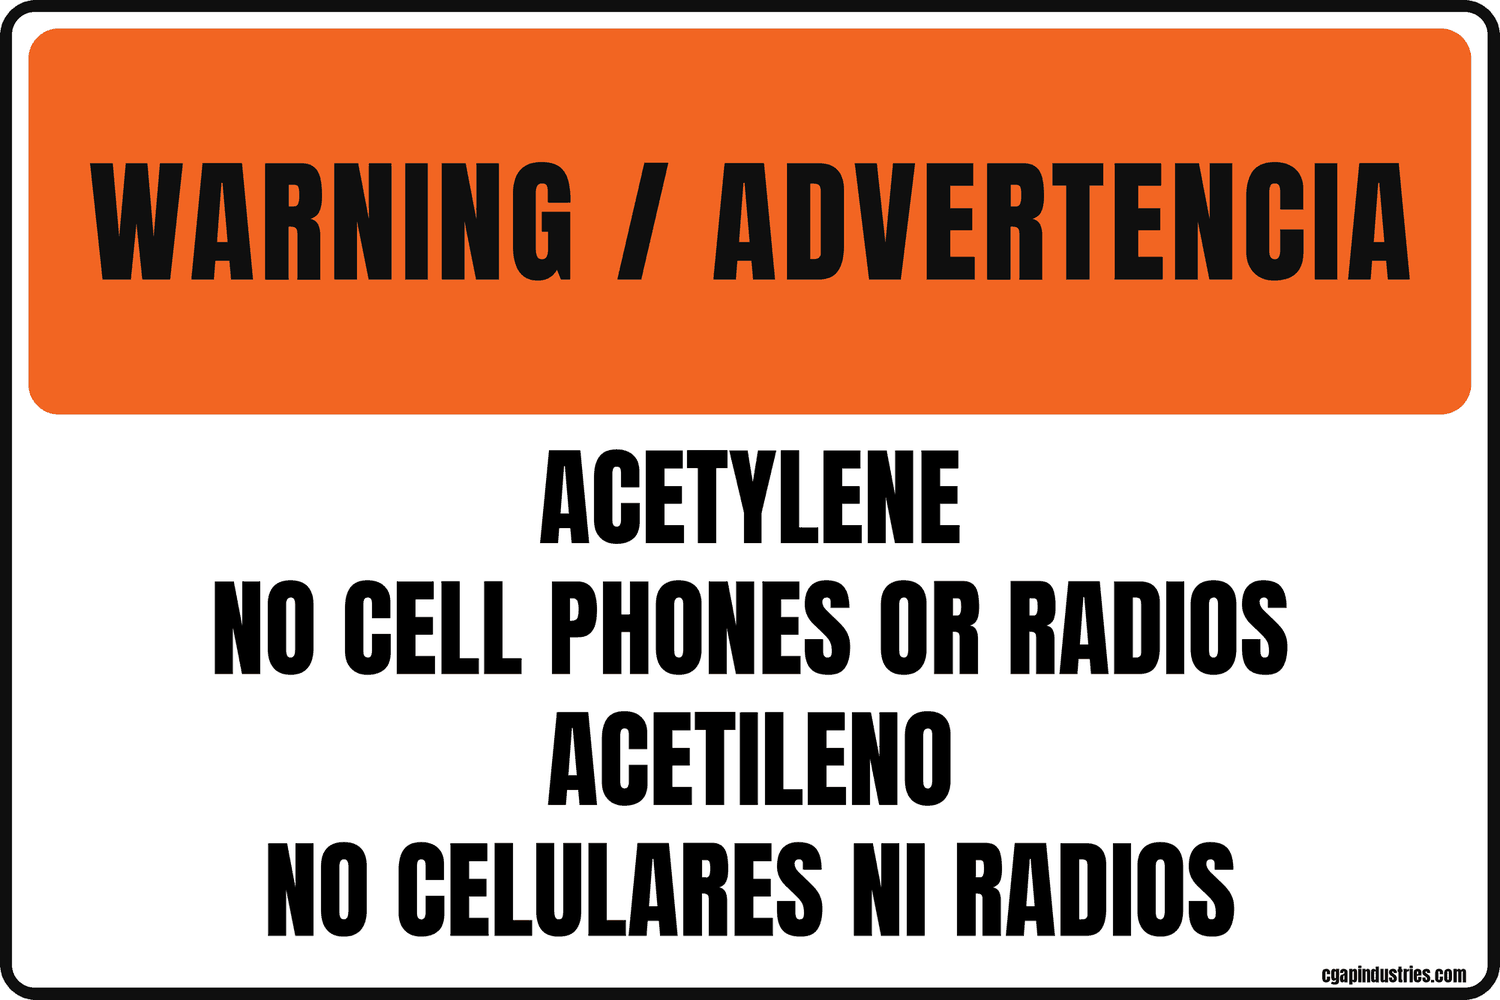 WARNING / ADVERTENCIA
ACETYLENE
NO CELL PHONES OR RADIOS
ACETILENO
NO CELULARES NI RADIOS
cgapindustries.com